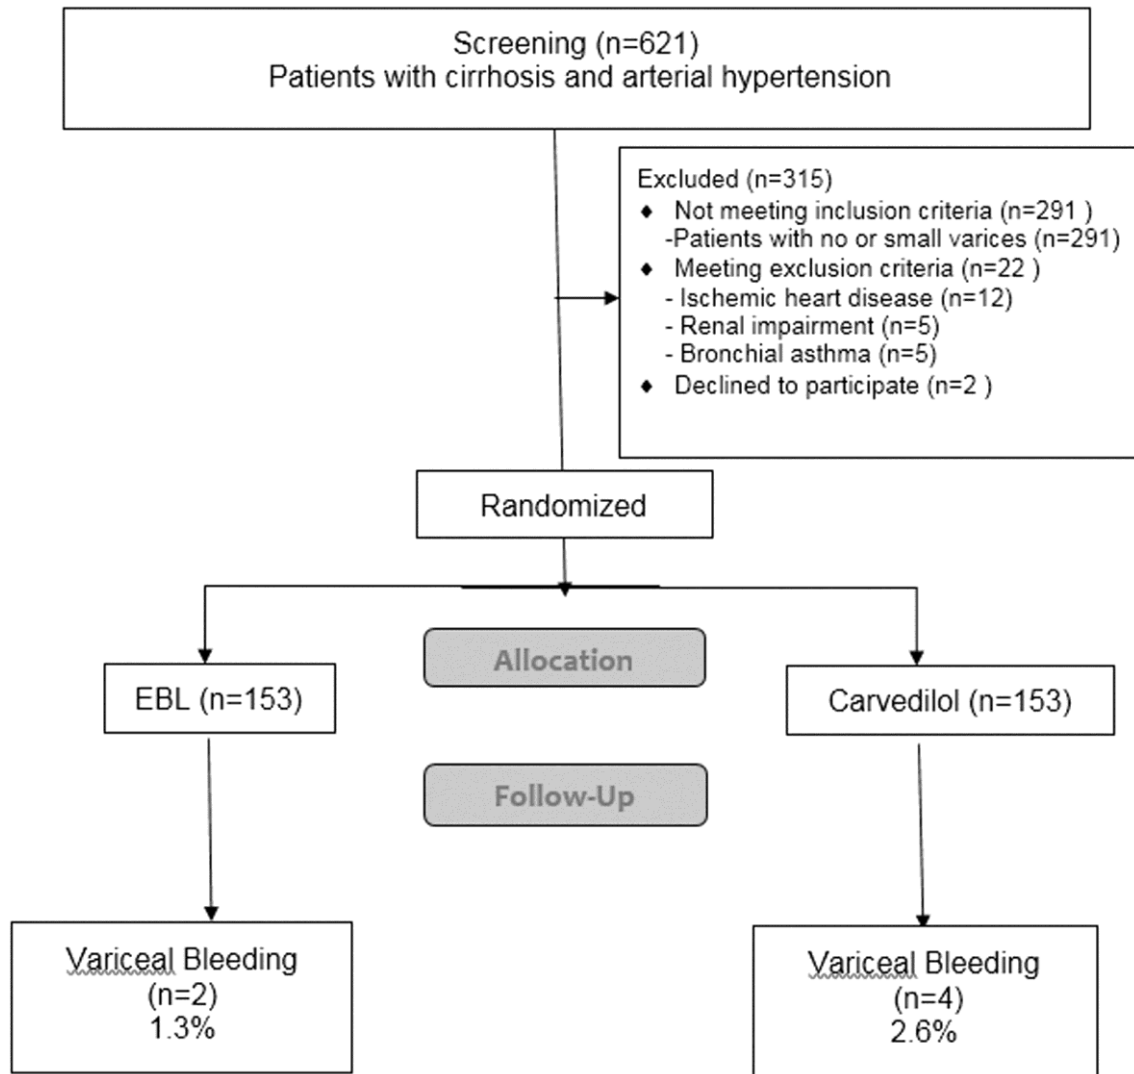 Screening (n=621)
Patients with cirrhosis and arterial hypertension
Excluded (n=315)
♦ Not meeting inclusion criteria (n=291 )
-Patients with no or small varices (n=291)
♦ Meeting exclusion criteria (n=22 )
- Ischemic heart disease (n=12)
- Renal impairment (n=5)
- Bronchial asthma (n=5)
♦ Declined to participate (n=2 )
Randomized
Allocation
EBL (n=153)
Carvedilol (n=153)
Follow-Up
Variceal Bleeding
(n=2)
1.3%
Variceal Bleeding
(n=4)
2.6%